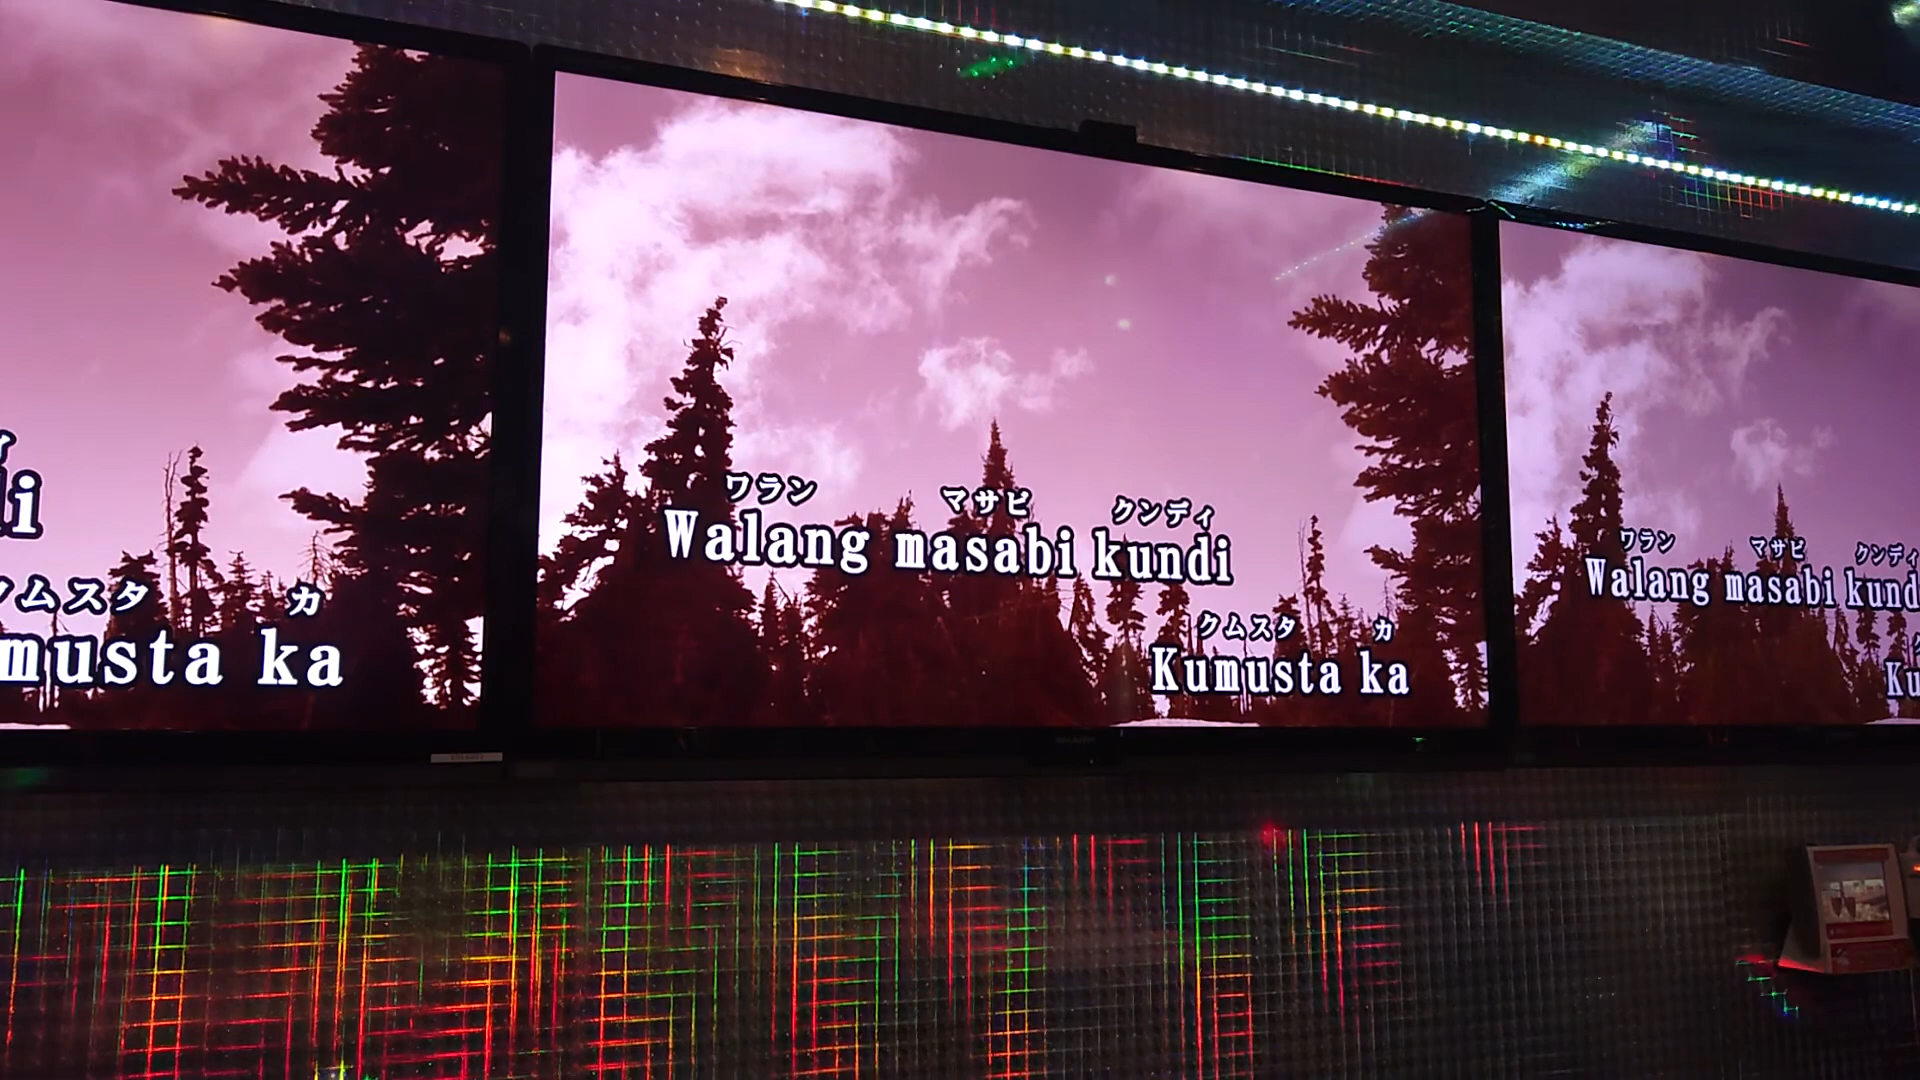 ムスタ カ
musta ka
ワラン マサビ クンディ
Walang masabi kundi
クムスタ カ
Kumusta ka
ワラン マサビ クンディ
Walang masabi kund
Ku